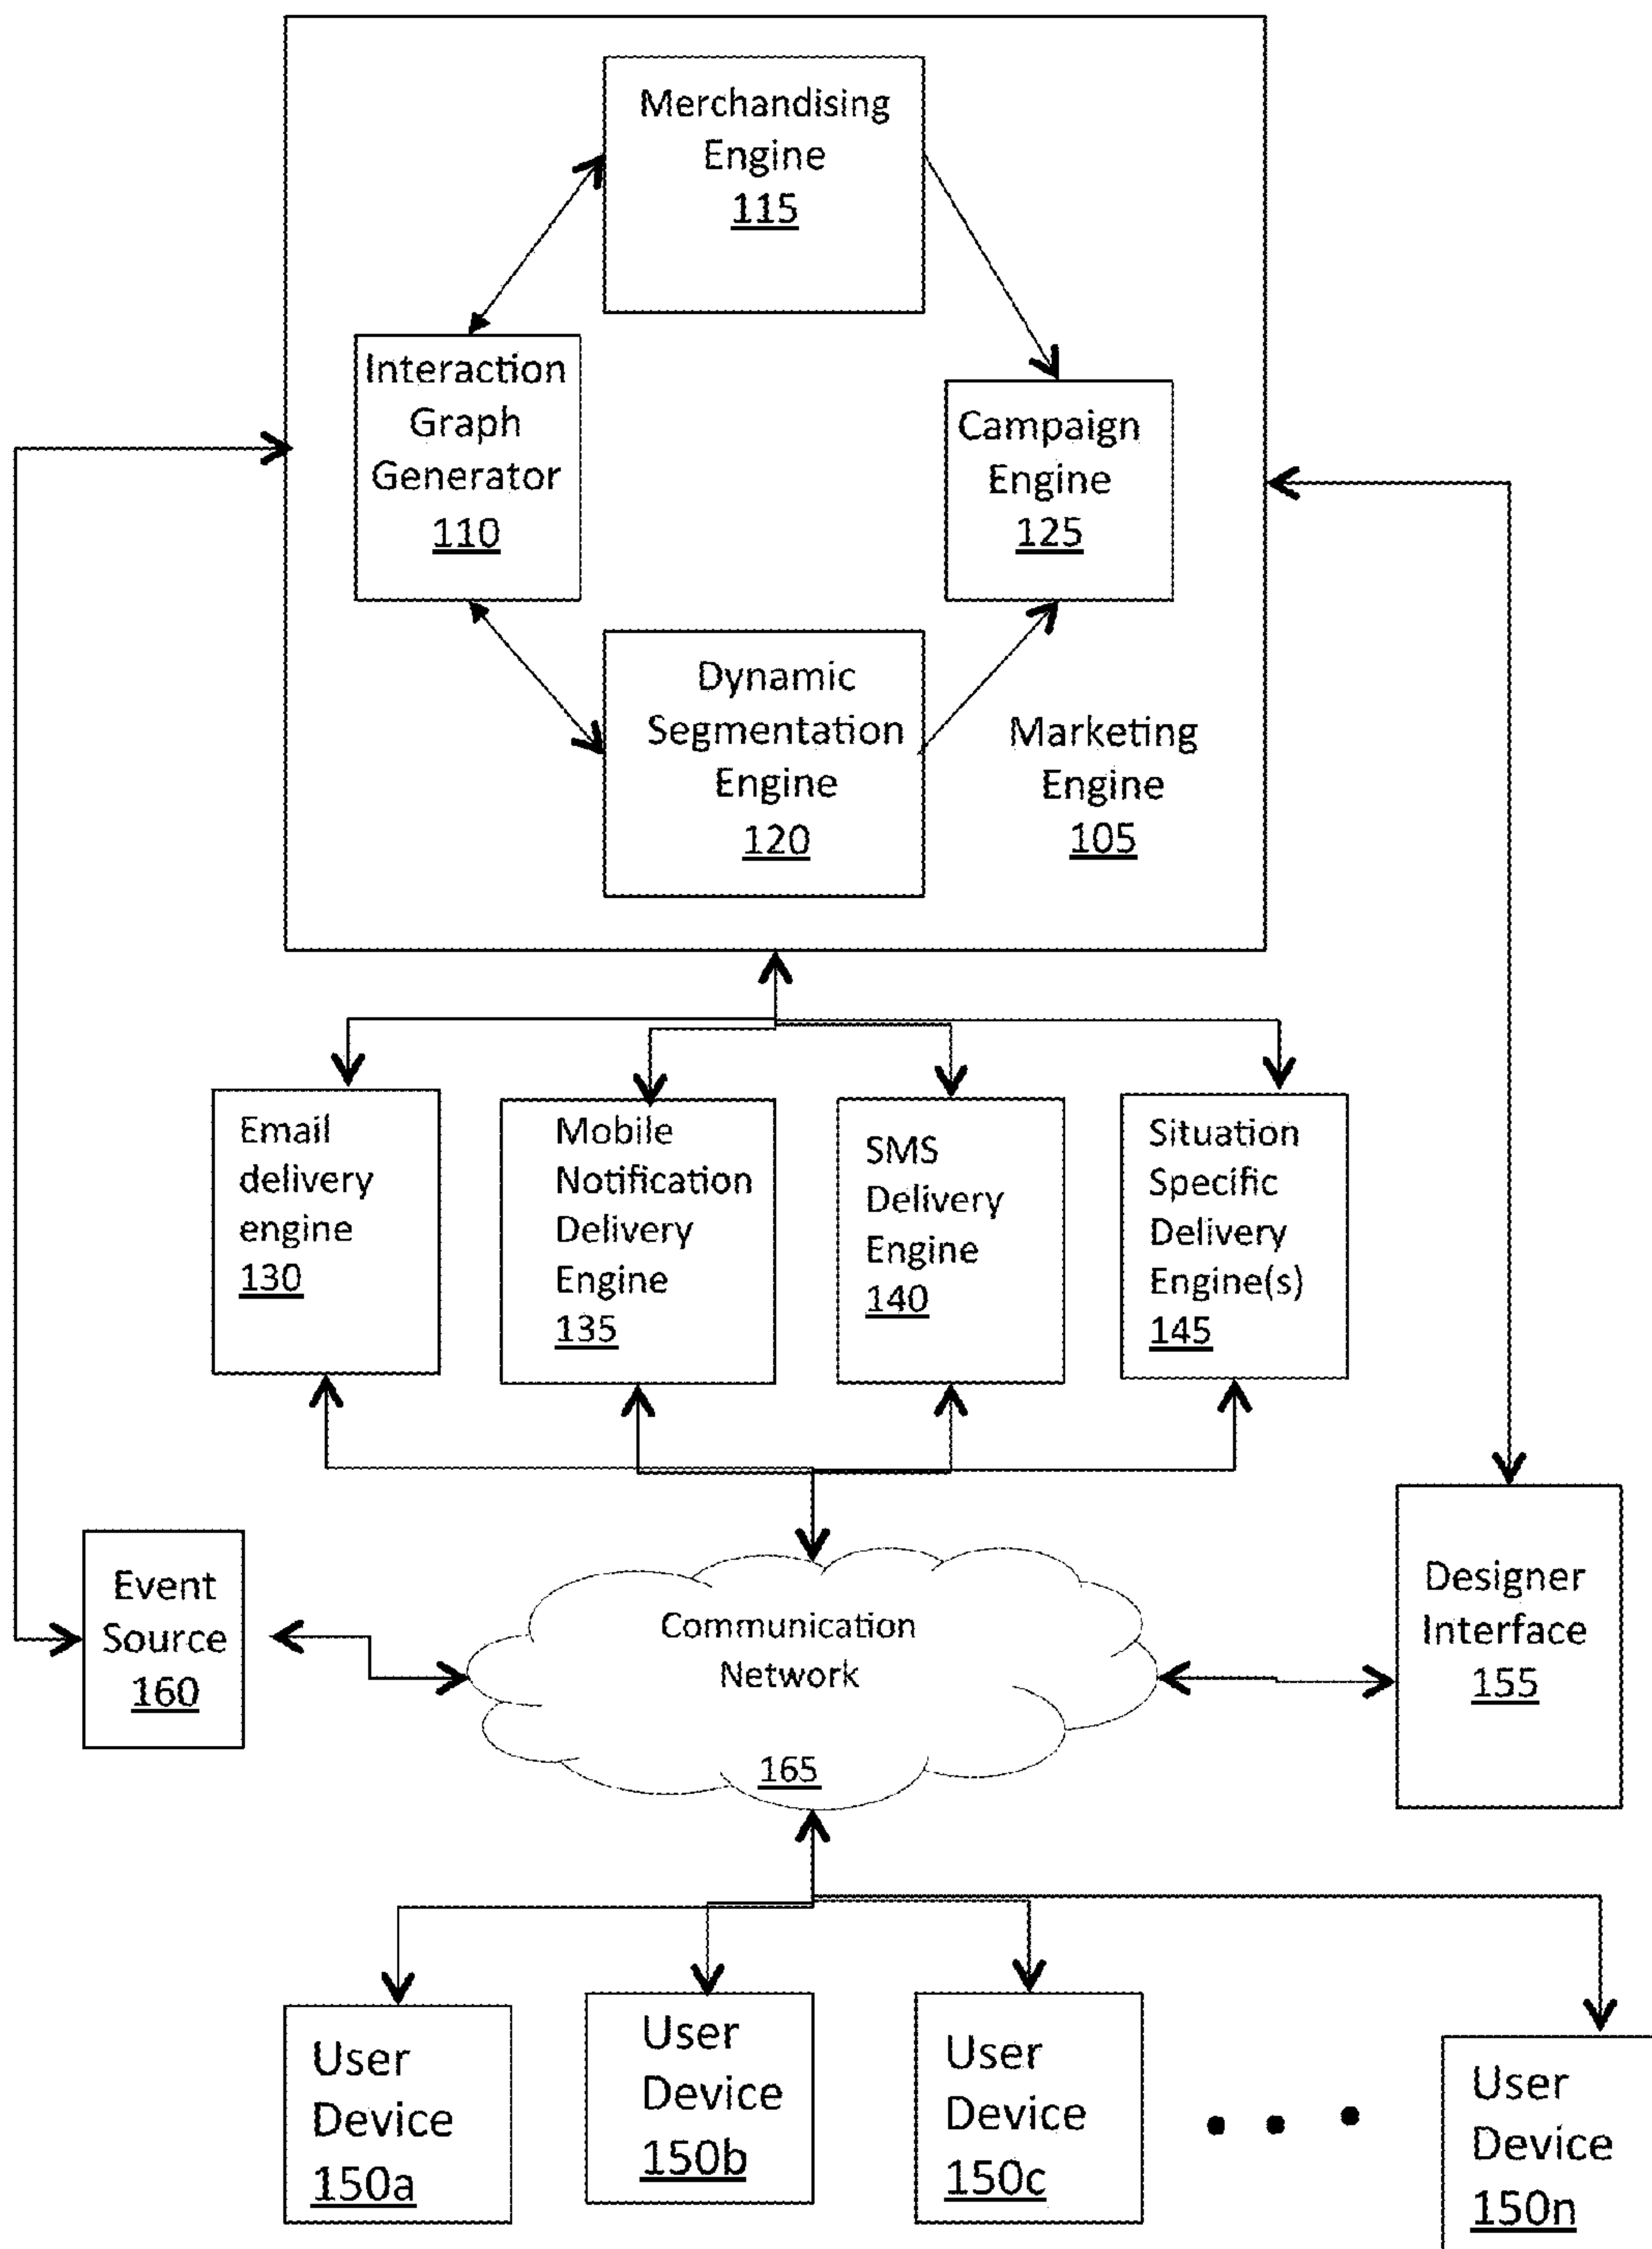 Merchandising
Engine
115
Interaction
Graph
Generator
110
Campaign
Engine
125
Dynamic
Segmentation
Engine
120
Marketing
Engine
105
Email
delivery
engine
130
Mobile
Notification
Delivery
Engine
135
SMS
Delivery
Engine
140
Situation
Specific
Delivery
Engine(s)
145
Event
Source
160
Communication
Network
165
Designer
Interface
155
User
Device
150a
User
Device
150b
User
Device
150c
User
Device
150n